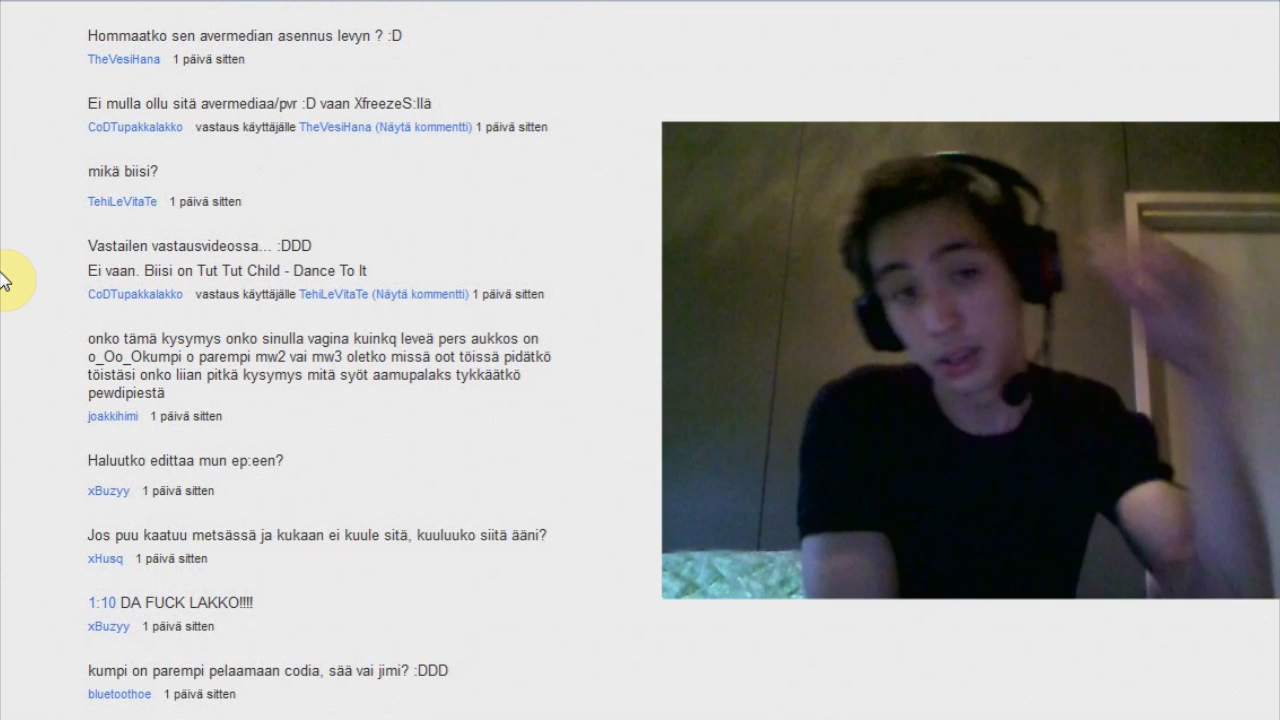 Hommaatko sen avermedian asennus levyn ? :D
TheVesiHana 1 päivä sitten
Ei mulla ollu sitä avermediaa/pvr :D vaan XfreezeS:llä
CoDTupakkalakko vastaus käyttäjälle TheVesiHana (Näytä kommentti) 1 päivä sitten
mikä biisi?
TehiLeVitaTe 1 päivä sitten
Vastailen vastausvideossa... :DDD
Ei vaan. Biisi on Tut Tut Child - Dance To It
CoDTupakkalakko vastaus käyttäjälle TehiLeVitaTe (Näytä kommentti) 1 päivä sitten
onko tämä kysymys onko sinulla vagina kuinkq leveä pers aukkos on
o_Oo_Okumpi o parempi mw2 vai mw3 oletko missä oot töissä pidätkö
töistäsi onko liian pitkä kysymys mitä syöt aamupalaks tykkäätkö
pewdipiestä
joakkihimi 1 päivä sitten
Haluutko edittaa mun ep:een?
xBuzyy 1 päivä sitten
Jos puu kaatuu metsässä ja kukaan ei kuule sitä, kuuluuko siitä ääni?
xHusq 1 päivä sitten
1:10 DA FUCK LAKKO!!!!
xBuzyy 1 päivä sitten
kumpi on parempi pelaamaan codia, sää vai jimi? :DDD
bluetoothoe 1 päivä sitten